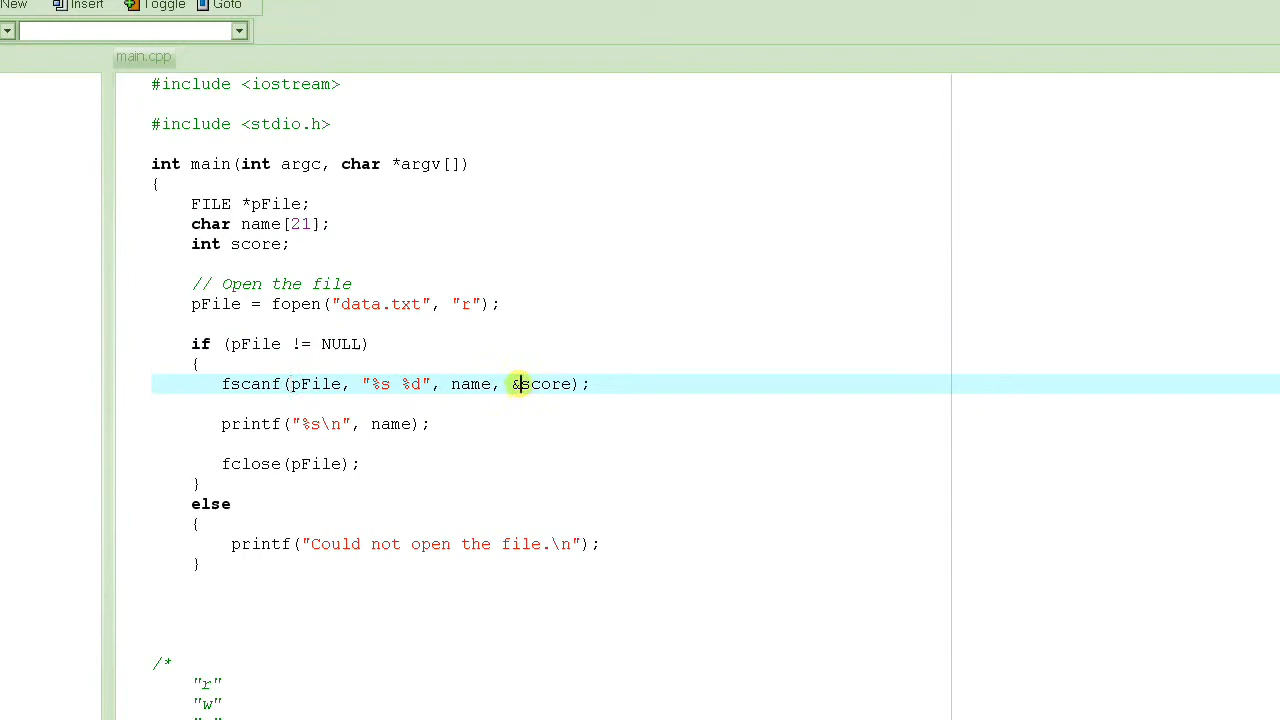 New Insert Toggle Goto
main.cpp
#include <iostream>
#include <stdio.h>
int main(int argc, char *argv[])
{
FILE *pFile;
char name[21];
int score;
// Open the file
pFile = fopen("data.txt", "r");
if (pFile != NULL)
{
fscanf(pFile, "%s %d", name, &score);
printf("%s\n", name);
fclose(pFile);
}
else
{
printf("Could not open the file.\n");
}
/*
"r"
"w"